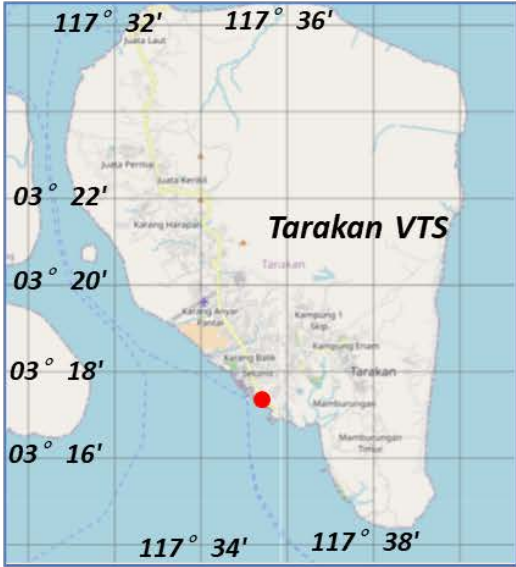 117° 32'
117° 36'
Juata Laut
Juata Permai
Juata Kerikil
03° 22'
Karang Harapan
Tarakan VTS
Tarakan
03° 20'
Karang Anyar
Pantai
Kampung 1
Skip
Kampung Enam
03° 18'
Karang Balik
Selumit
Tarakan
Mamburungan
03° 16'
Mamburungan
Timur
117° 34'
117° 38'